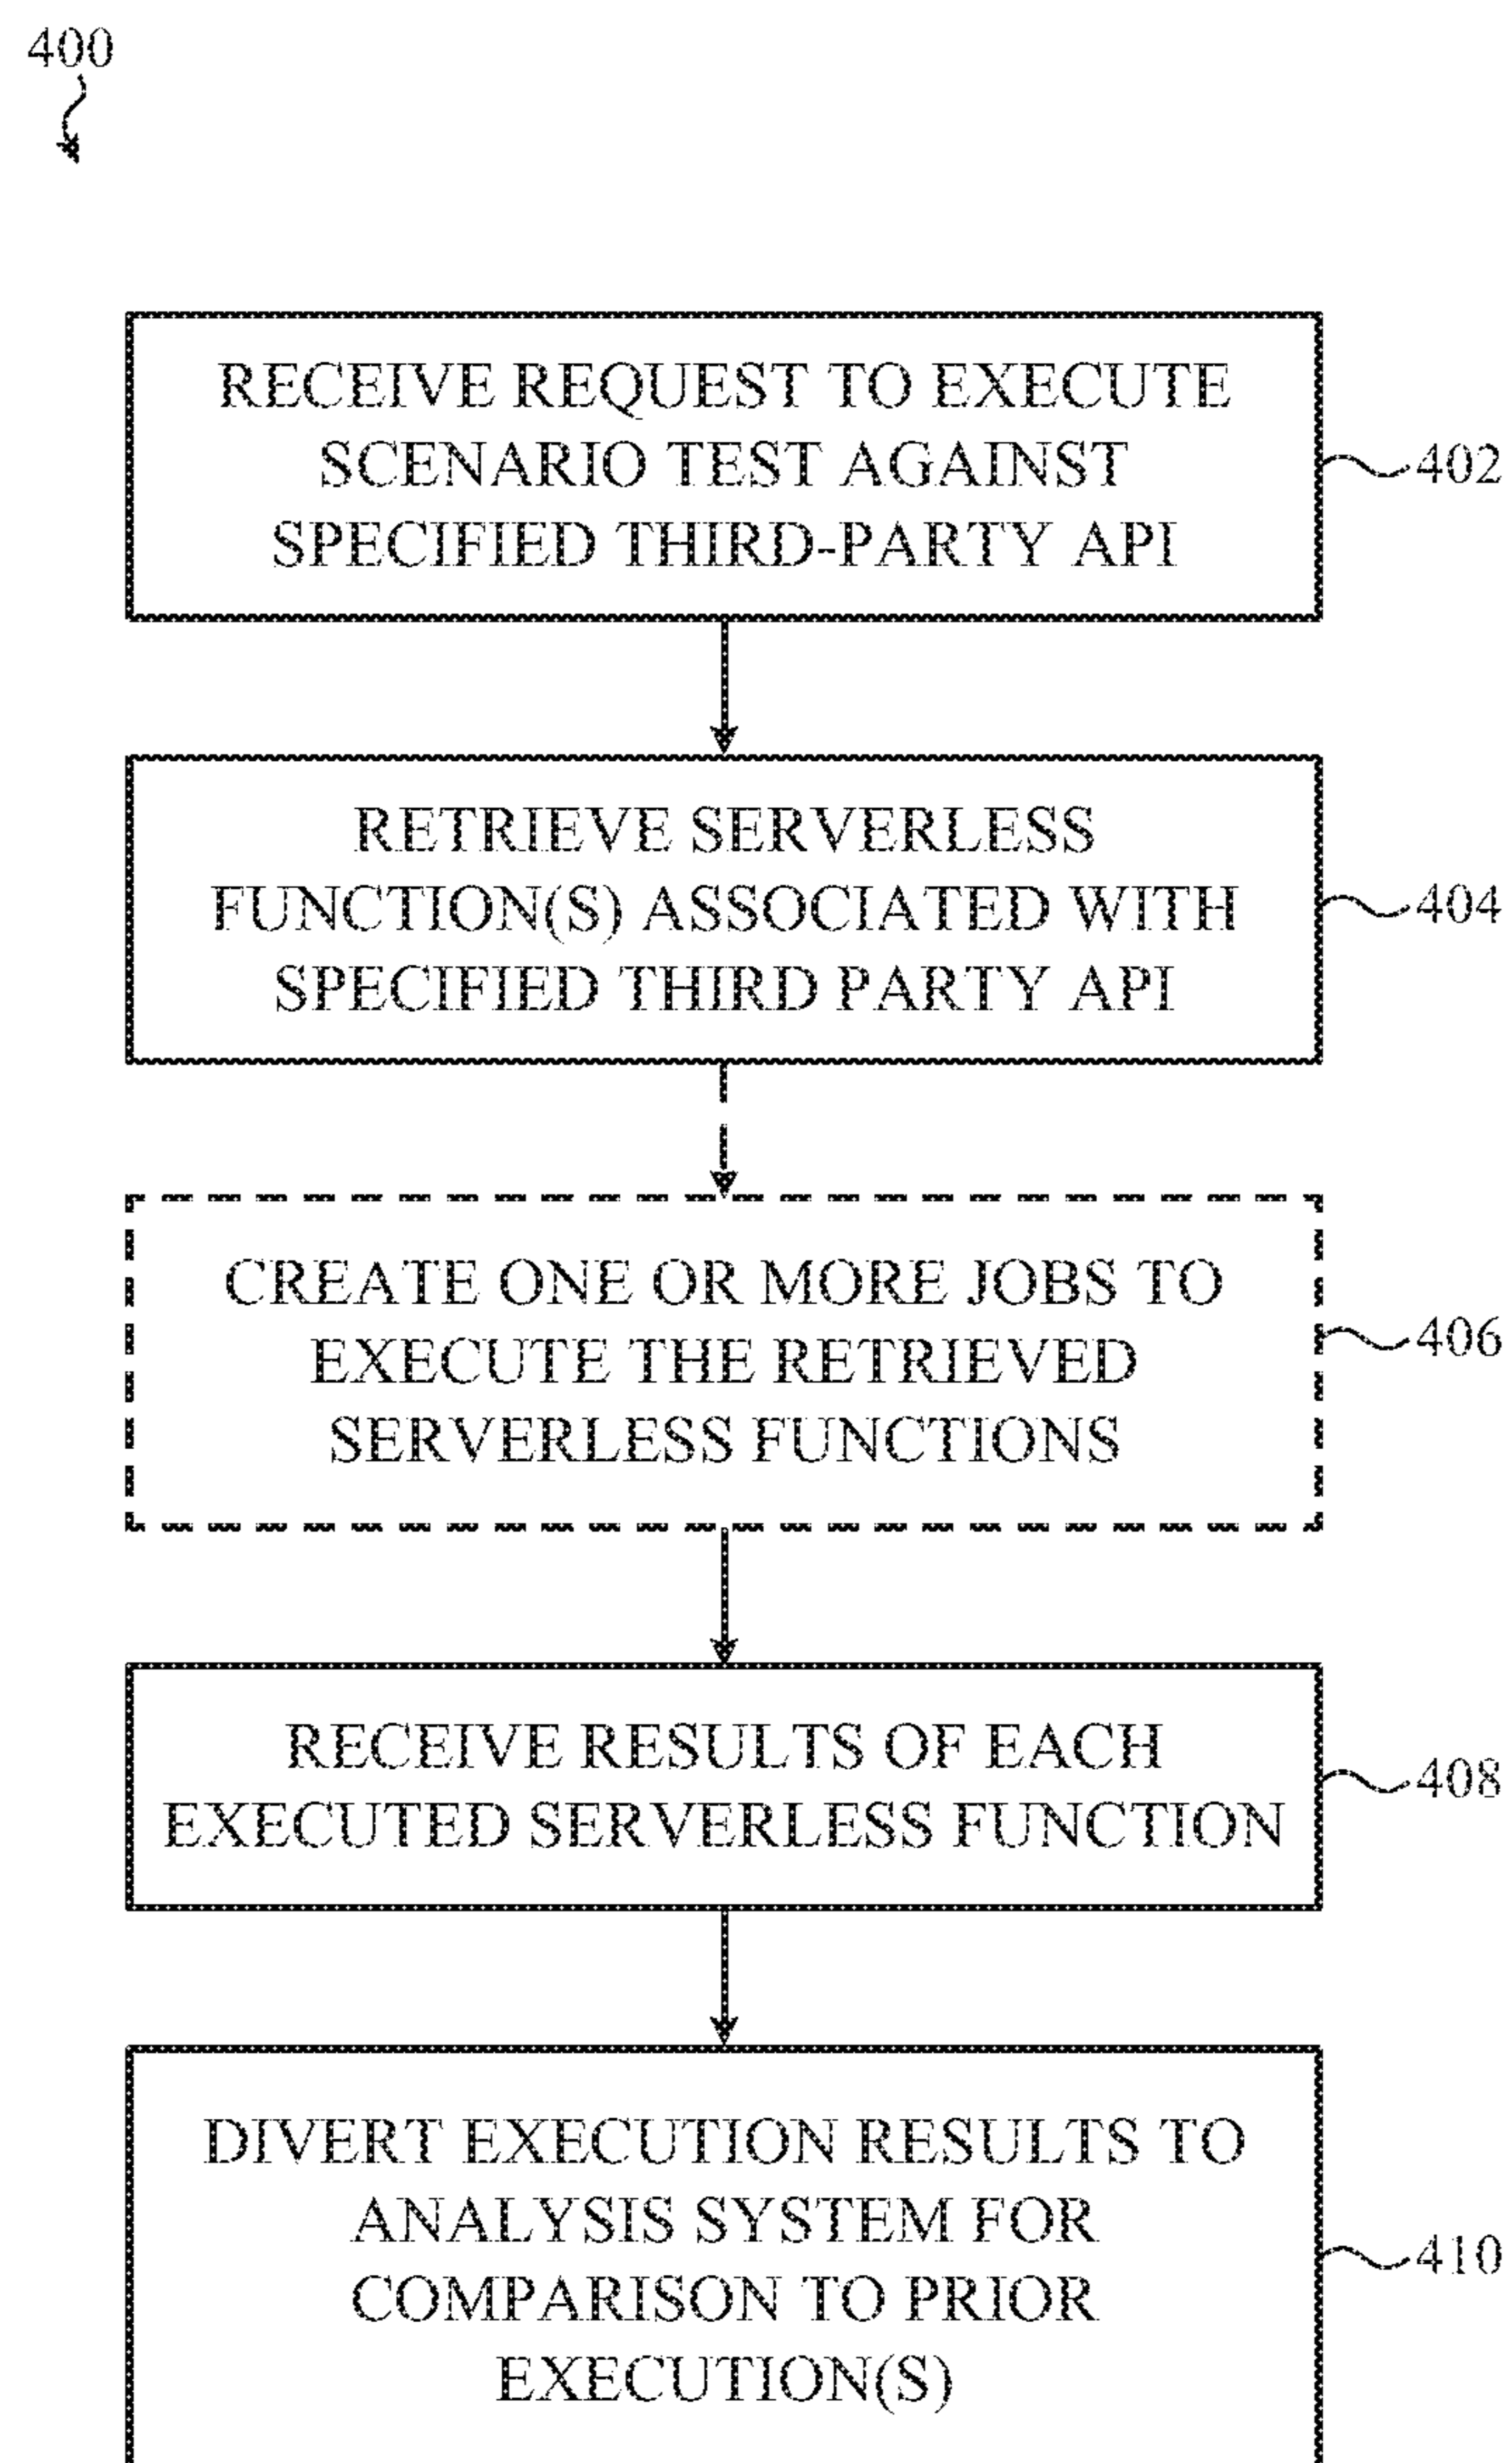 400
RECEIVE REQUEST TO EXECUTE
SCENARIO TEST AGAINST
SPECIFIED THIRD-PARTY API
402
RETRIEVE SERVERLESS
FUNCTION(S) ASSOCIATED WITH
SPECIFIED THIRD PARTY API
404
CREATE ONE OR MORE JOBS TO
EXECUTE THE RETRIEVED
SERVERLESS FUNCTIONS
406
RECEIVE RESULTS OF EACH
EXECUTED SERVERLESS FUNCTION
408
DIVERT EXECUTION RESULTS TO
ANALYSIS SYSTEM FOR
COMPARISON TO PRIOR
EXECUTION(S)
410